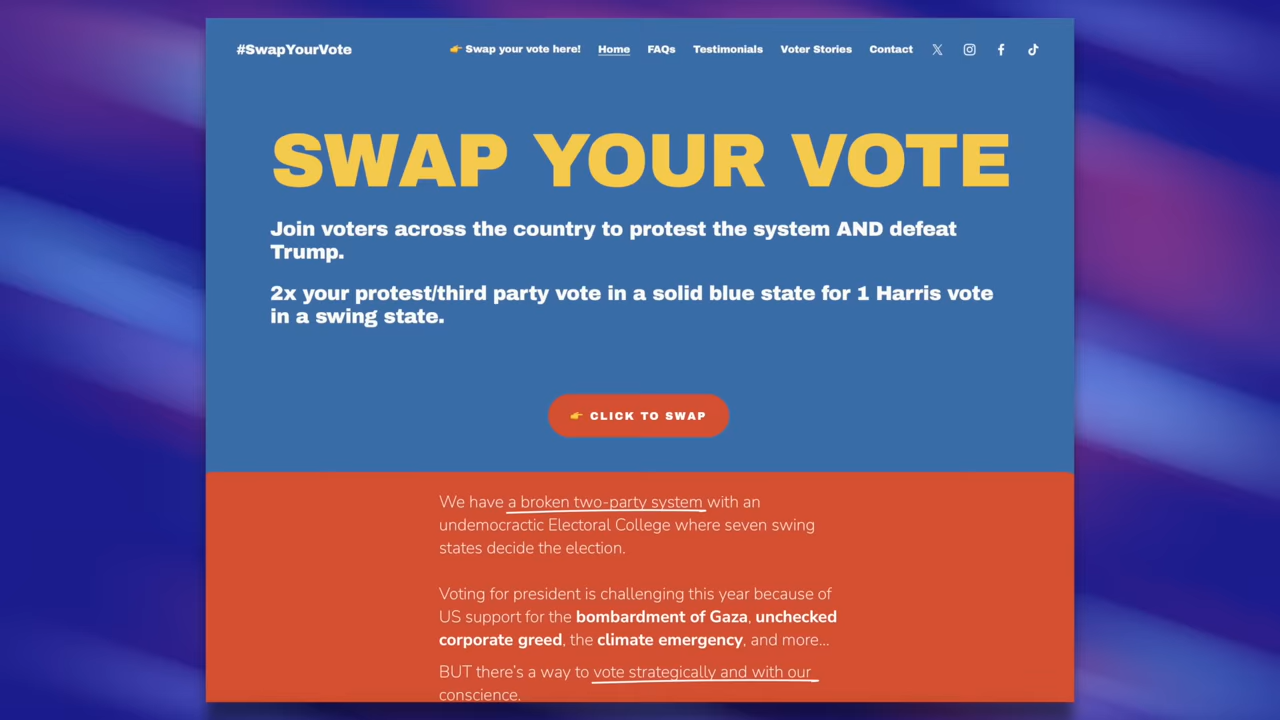 #SwapYourVote
👉 Swap your vote here! Home FAQs Testimonials Voter Stories Contact
SWAP YOUR VOTE
Join voters across the country to protest the system AND defeat
Trump.
2x your protest/third party vote in a solid blue state for 1 Harris vote
in a swing state.
👉 CLICK TO SWAP
We have a broken two-party system with an
undemocractic Electoral College where seven swing
states decide the election.
Voting for president is challenging this year because of
US support for the bombardment of Gaza, unchecked
corporate greed, the climate emergency, and more...
BUT there's a way to vote strategically and with our
conscience.